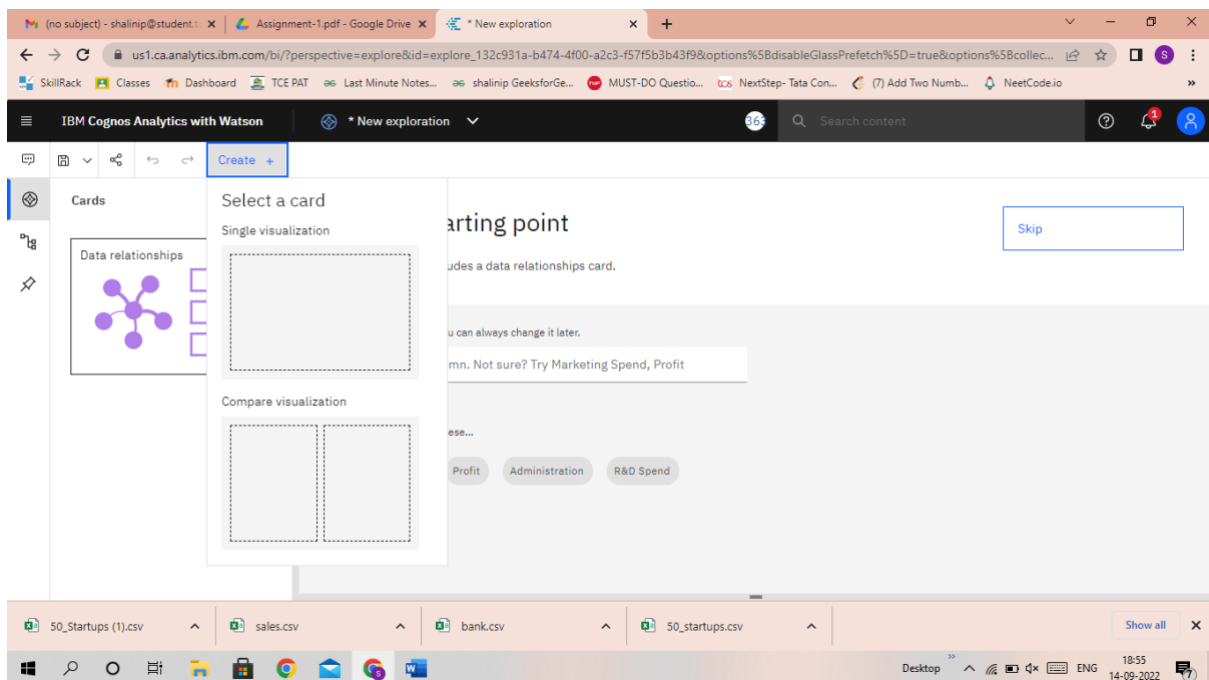 (no subject) - shalinip@student.t
Assignment-1.pdf - Google Drive
* New exploration
us1.ca.analytics.ibm.com/bi/?perspective=explore&id=explore_132c931a-b474-4f00-a2c3-f57f5b3b43f9&options%5BdisableGlassPrefetch%5D=true&options%5Bcollec...
S
SkillRack
Classes
Dashboard
TCE PAT
Last Minute Notes...
shalinip GeeksforGe...
MUST-DO Questio...
NextStep- Tata Con...
(7) Add Two Numb...
NeetCode.io
»
IBM Cognos Analytics with Watson
* New exploration
363
Search content
1
Create +
Cards
Data relationships
Select a card
Single visualization
Compare visualization
arting point
udes a data relationships card.
Skip
u can always change it later.
mn. Not sure? Try Marketing Spend, Profit
ese...
Profit
Administration
R&D Spend
50_Startups (1).csv
sales.csv
bank.csv
50_startups.csv
Show all
Desktop
»
ENG
18:55
14-09-2022
7